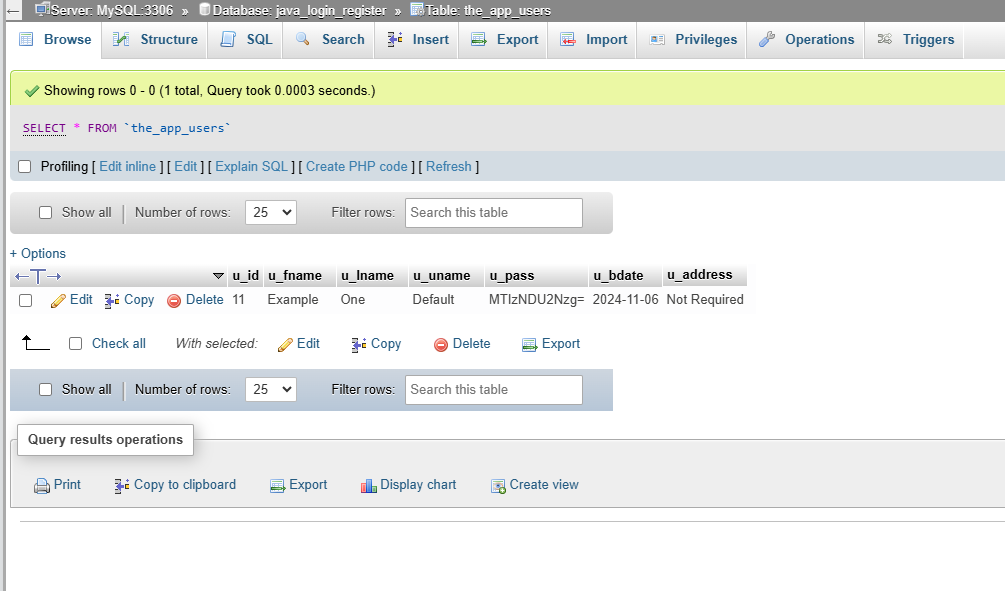 Server: MySQL:3306 » Database: java_login_register » Table: the_app_users
Browse Structure SQL Search Insert Export Import Privileges Operations Triggers
Showing rows 0 - 0 (1 total, Query took 0.0003 seconds.)
SELECT * FROM `the_app_users`
Profiling [ Edit inline ] [ Edit ] [ Explain SQL ] [ Create PHP code ] [ Refresh ]
Show all | Number of rows: 25 Filter rows: Search this table
+ Options
←T→ u_id u_fname u_lname u_uname u_pass u_bdate u_address
Edit Copy Delete 11 Example One Default MTIzNDU2Nzg= 2024-11-06 Not Required
Check all With selected: Edit Copy Delete Export
Show all | Number of rows: 25 Filter rows: Search this table
Query results operations
Print Copy to clipboard Export Display chart Create view